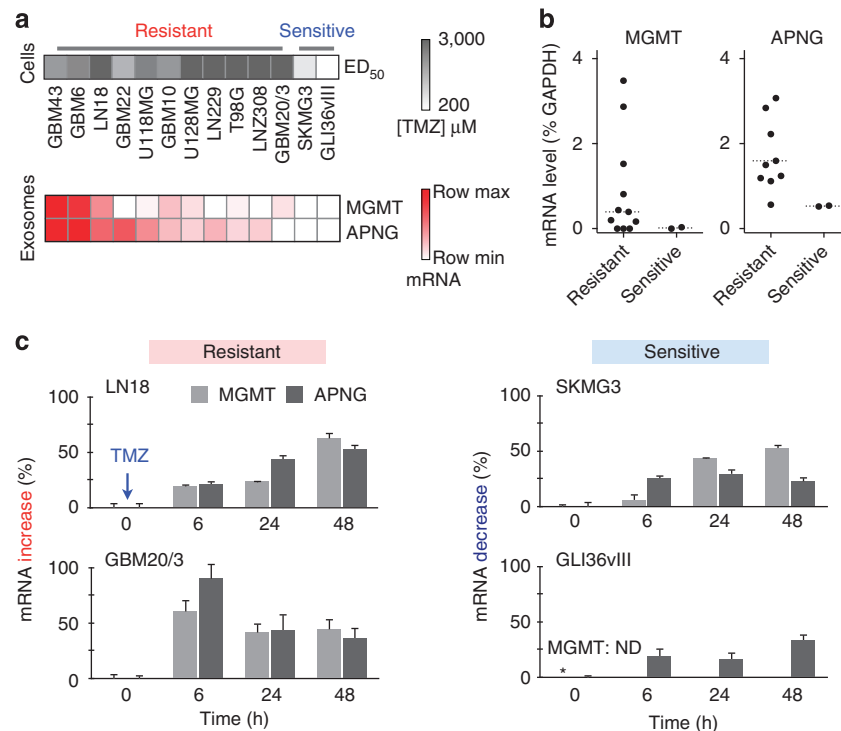 a
Resistant Sensitive
Cells
ED50
GBM43
GBM6
LN18
GBM22
U118MG
GBM10
U128MG
LN229
T98G
LNZ308
GBM20/3
SKMG3
GLI36vIII
3,000
200
[TMZ] μM
Exosomes
MGMT
APNG
Row max
Row min
mRNA
b
MGMT APNG
mRNA level (% GAPDH)
4
2
0
4
2
0
Resistant
Sensitive
Resistant
Sensitive
c
Resistant
mRNA increase (%)
LN18
MGMT APNG
TMZ
100
50
0
0 6 24 48
GBM20/3
100
50
0
0 6 24 48
Time (h)
Sensitive
mRNA decrease (%)
SKMG3
100
50
0
0 6 24 48
GLI36vIII
MGMT: ND
*
100
50
0
0 6 24 48
Time (h)